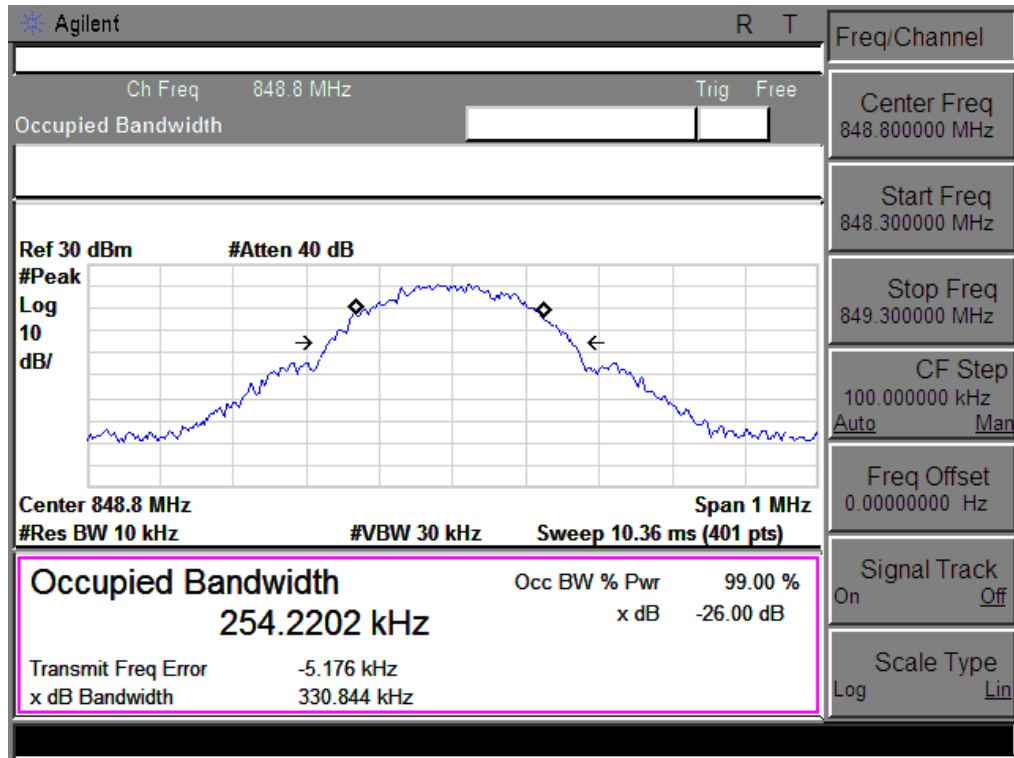 Agilent R T
Ch Freq 848.8 MHz Trig Free
Occupied Bandwidth
Ref 30 dBm #Atten 40 dB
#Peak
Log
10
dB/
Center 848.8 MHz Span 1 MHz
#Res BW 10 kHz #VBW 30 kHz Sweep 10.36 ms (401 pts)
Occupied Bandwidth
254.2202 kHz
Occ BW % Pwr 99.00 %
x dB -26.00 dB
Transmit Freq Error -5.176 kHz
x dB Bandwidth 330.844 kHz
Freq/Channel
Center Freq
848.800000 MHz
Start Freq
848.300000 MHz
Stop Freq
849.300000 MHz
CF Step
100.000000 kHz
Auto Man
Freq Offset
0.00000000 Hz
Signal Track
On Off
Scale Type
Log Lin